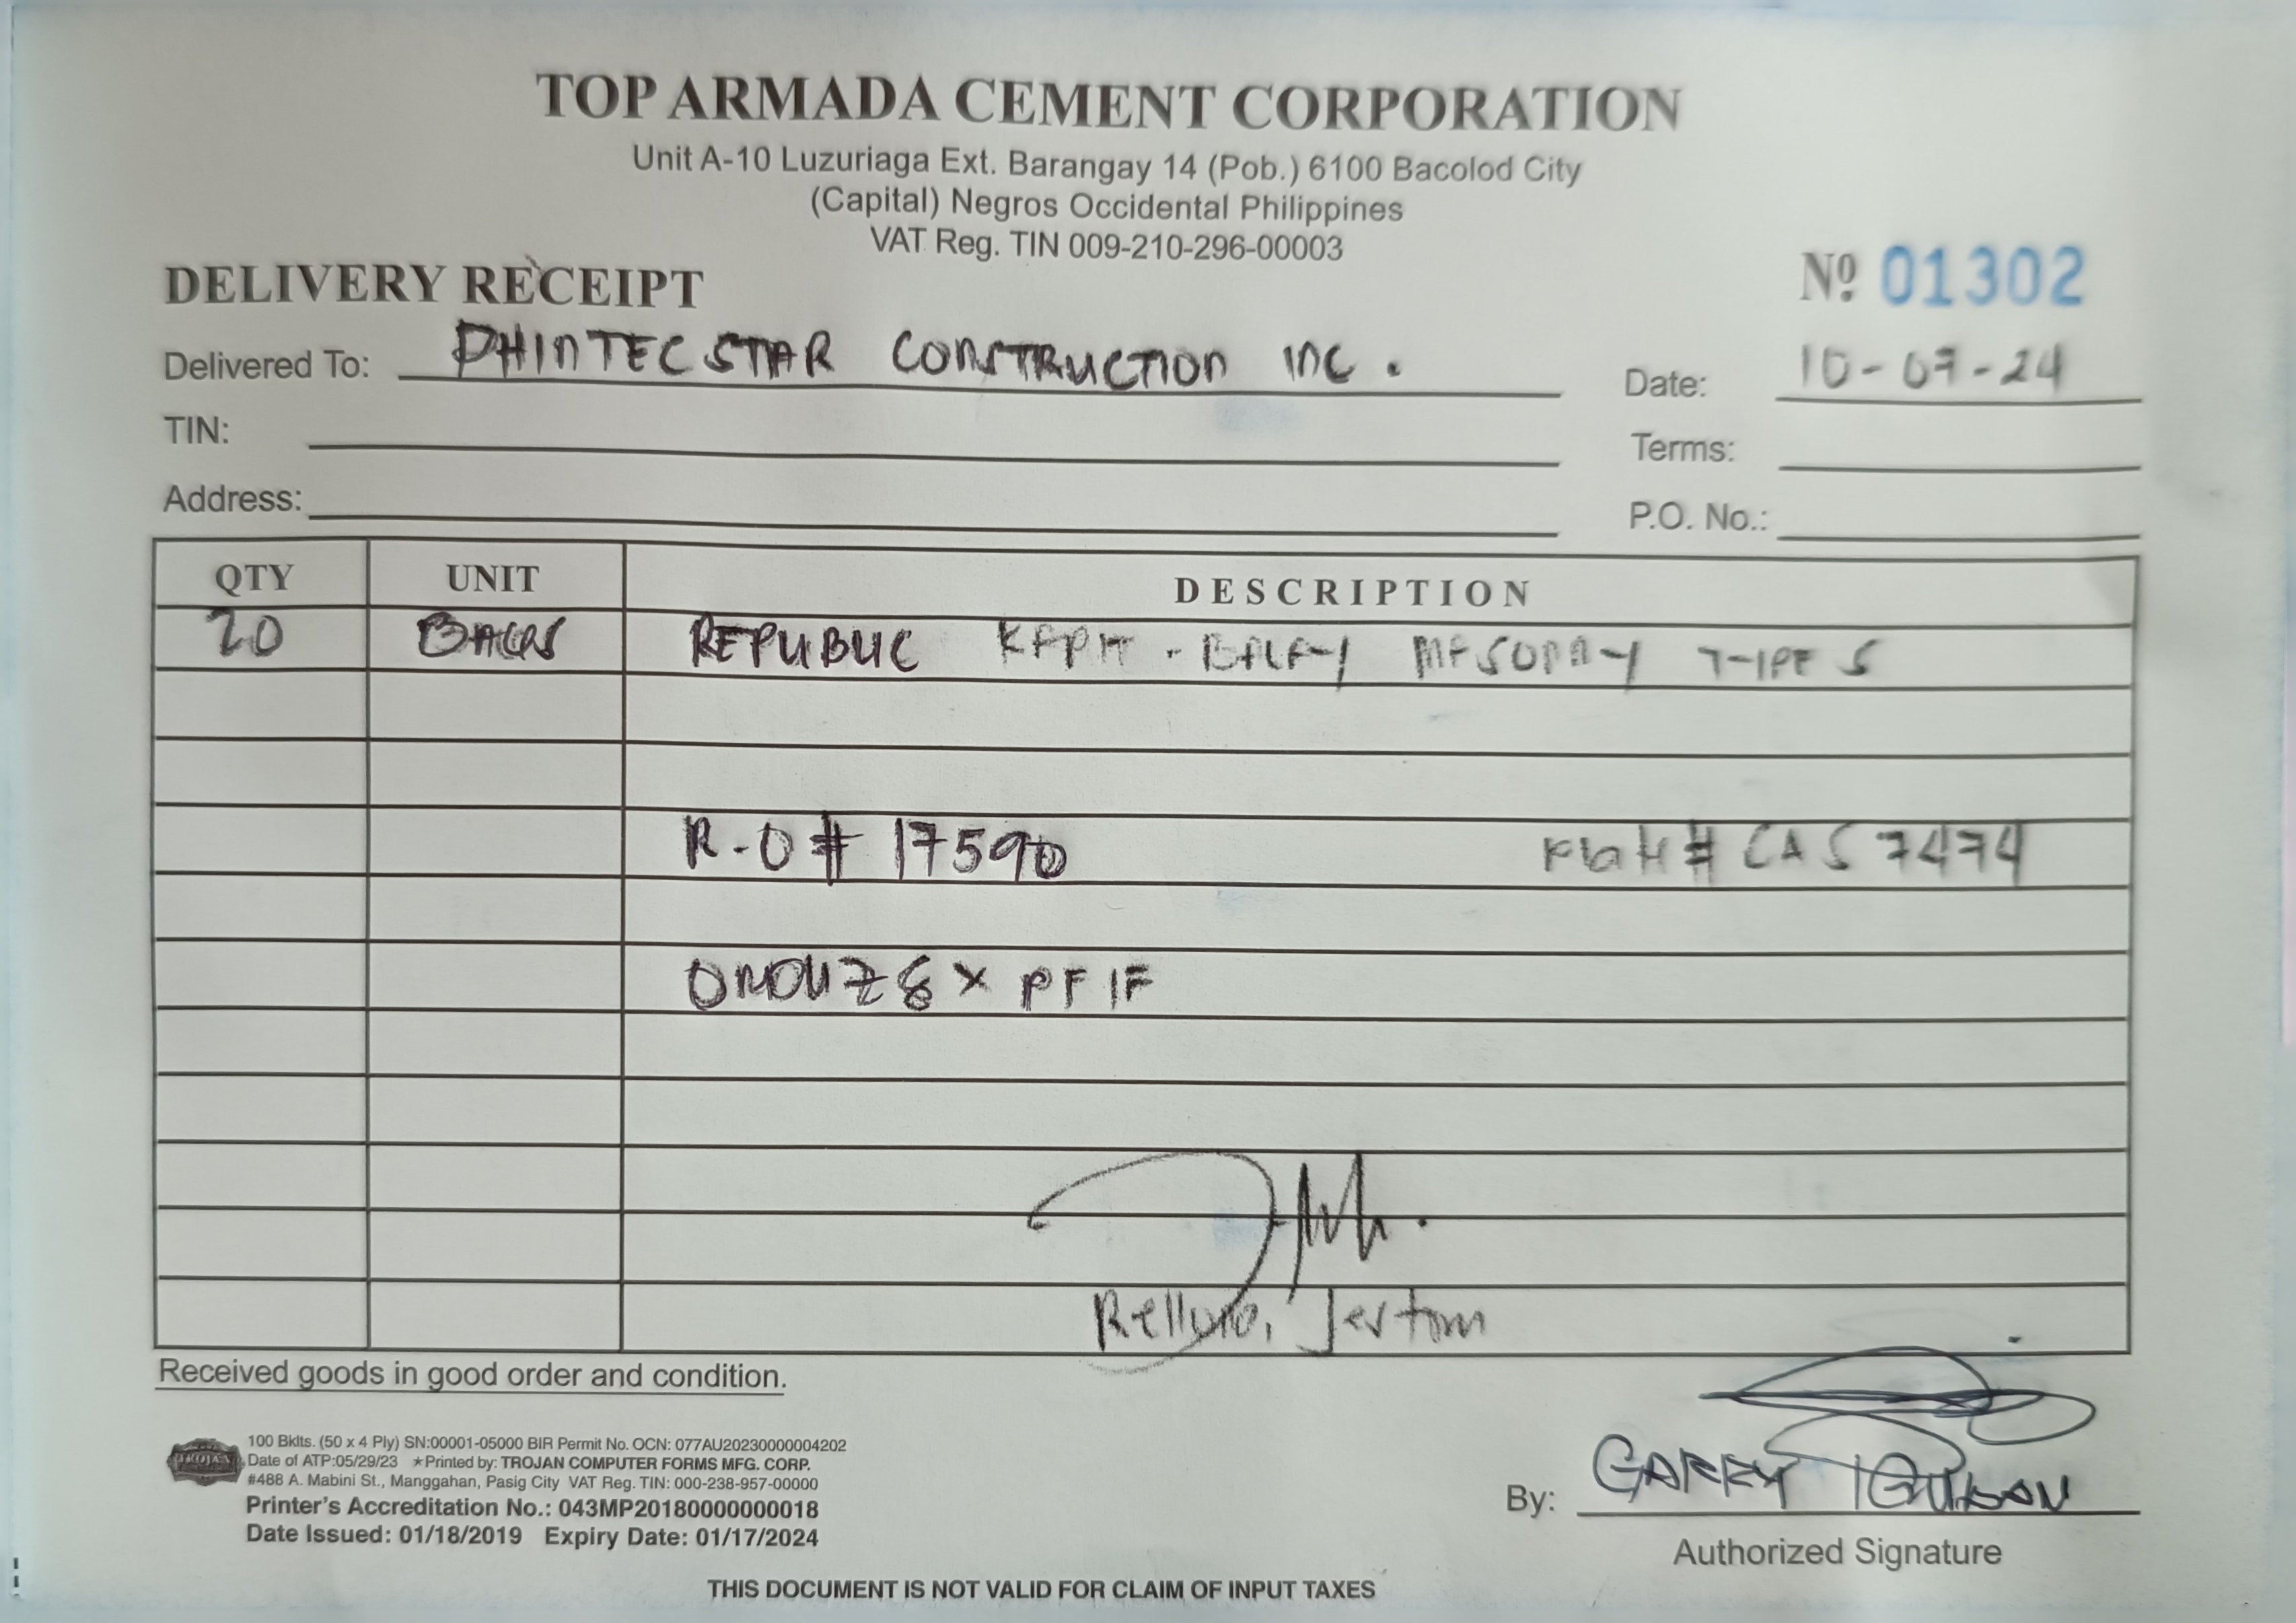 TOP ARMADA CEMENT CORPORATION
Unit A-10 Luzuriaga Ext. Barangay 14 (Pob.) 6100 Bacolod City
(Capital) Negros Occidental Philippines
VAT Reg. TIN 009-210-296-00003
DELIVERY RECEIPT
Nº 01302
Delivered To: PHINTECSTAR CONSTRUCTION INC.
Date: 10-07-24
TIN:
Terms:
Address:
P.O. No.:
QTY UNIT DESCRIPTION
20 BAGS REPUBLIC TYPE S
R.O# 17590 # CAS 7474
Jestom
Received goods in good order and condition.
TROJAN
100 Bklts. (50 x 4 Ply) SN:00001-05000 BIR Permit No. OCN: 077AU20230000004202
Date of ATP:05/29/23 ★Printed by: TROJAN COMPUTER FORMS MFG. CORP.
#488 A. Mabini St., Manggahan, Pasig City VAT Reg. TIN: 000-238-957-00000
Printer's Accreditation No.: 043MP20180000000018
Date Issued: 01/18/2019 Expiry Date: 01/17/2024
By: GARRY
Authorized Signature
THIS DOCUMENT IS NOT VALID FOR CLAIM OF INPUT TAXES